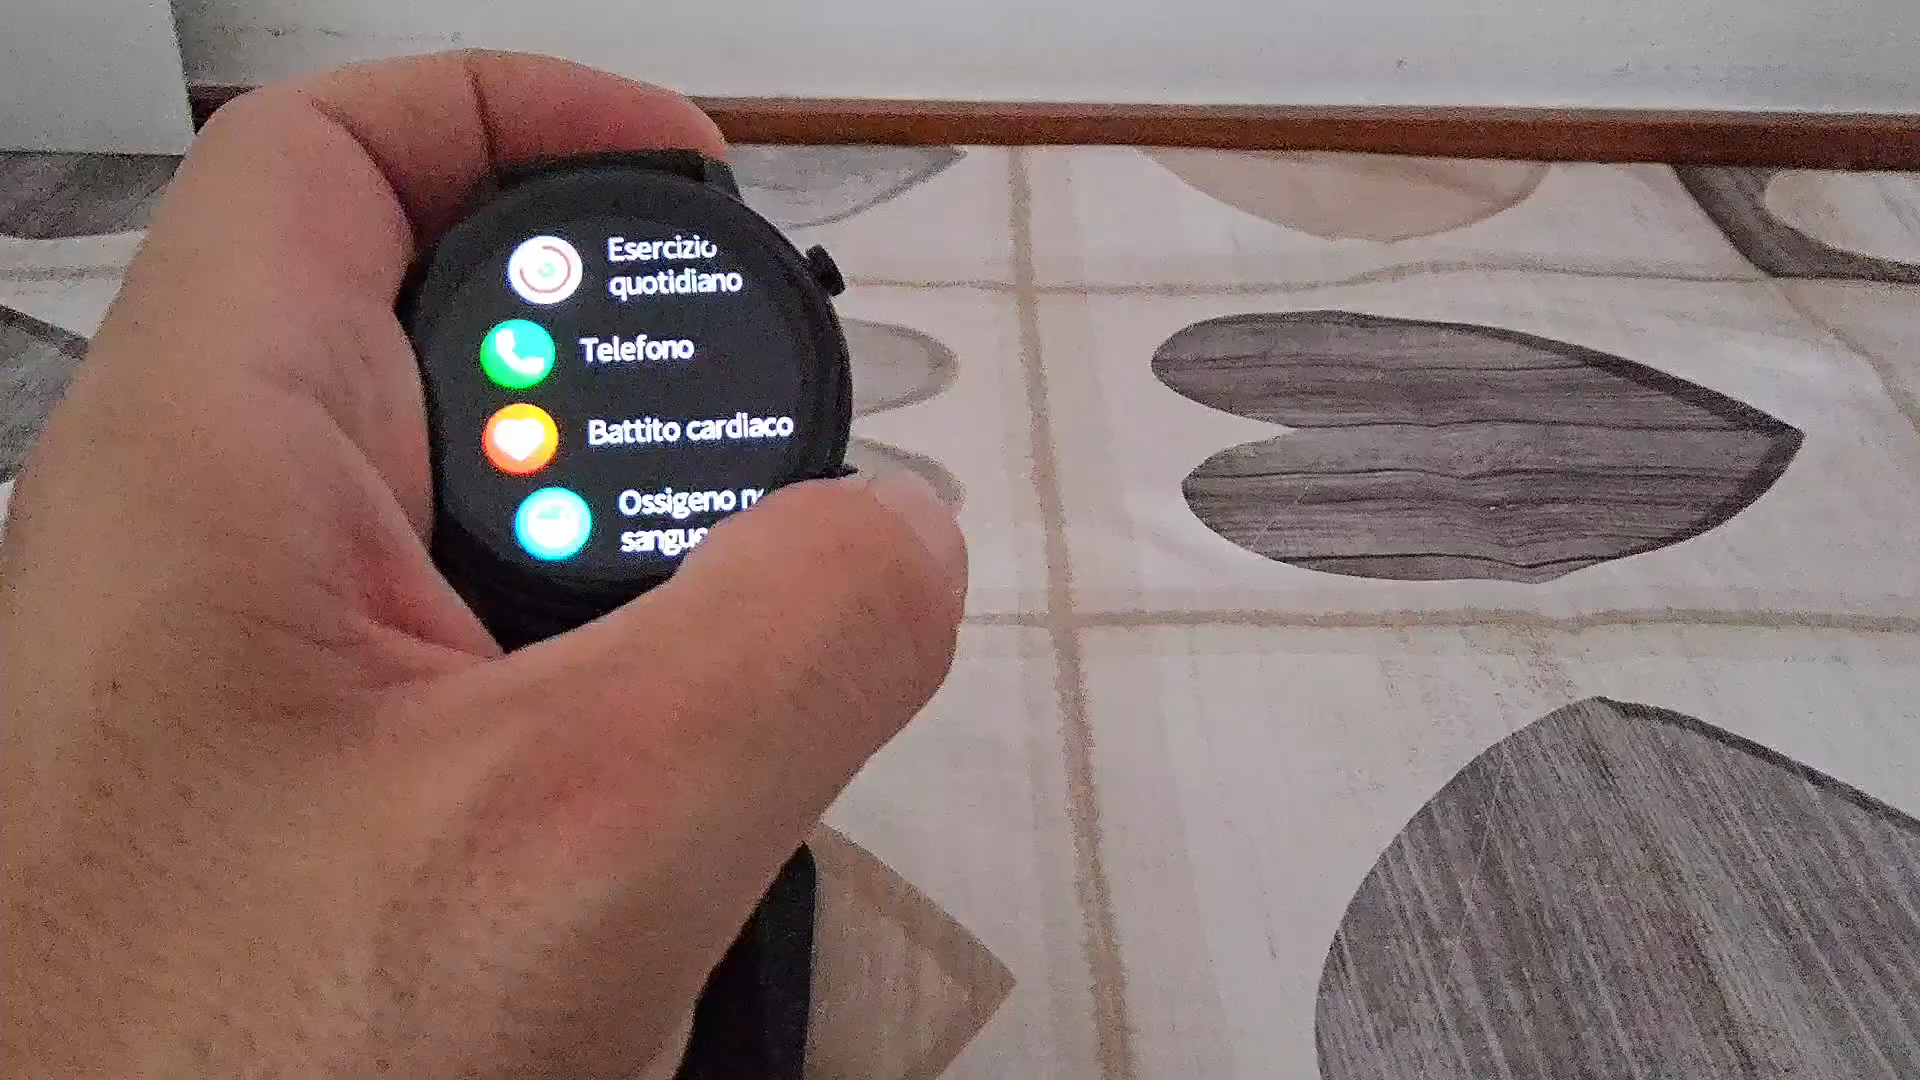 Esercizio
quotidiano
Telefono
Battito cardiaco
Ossigeno